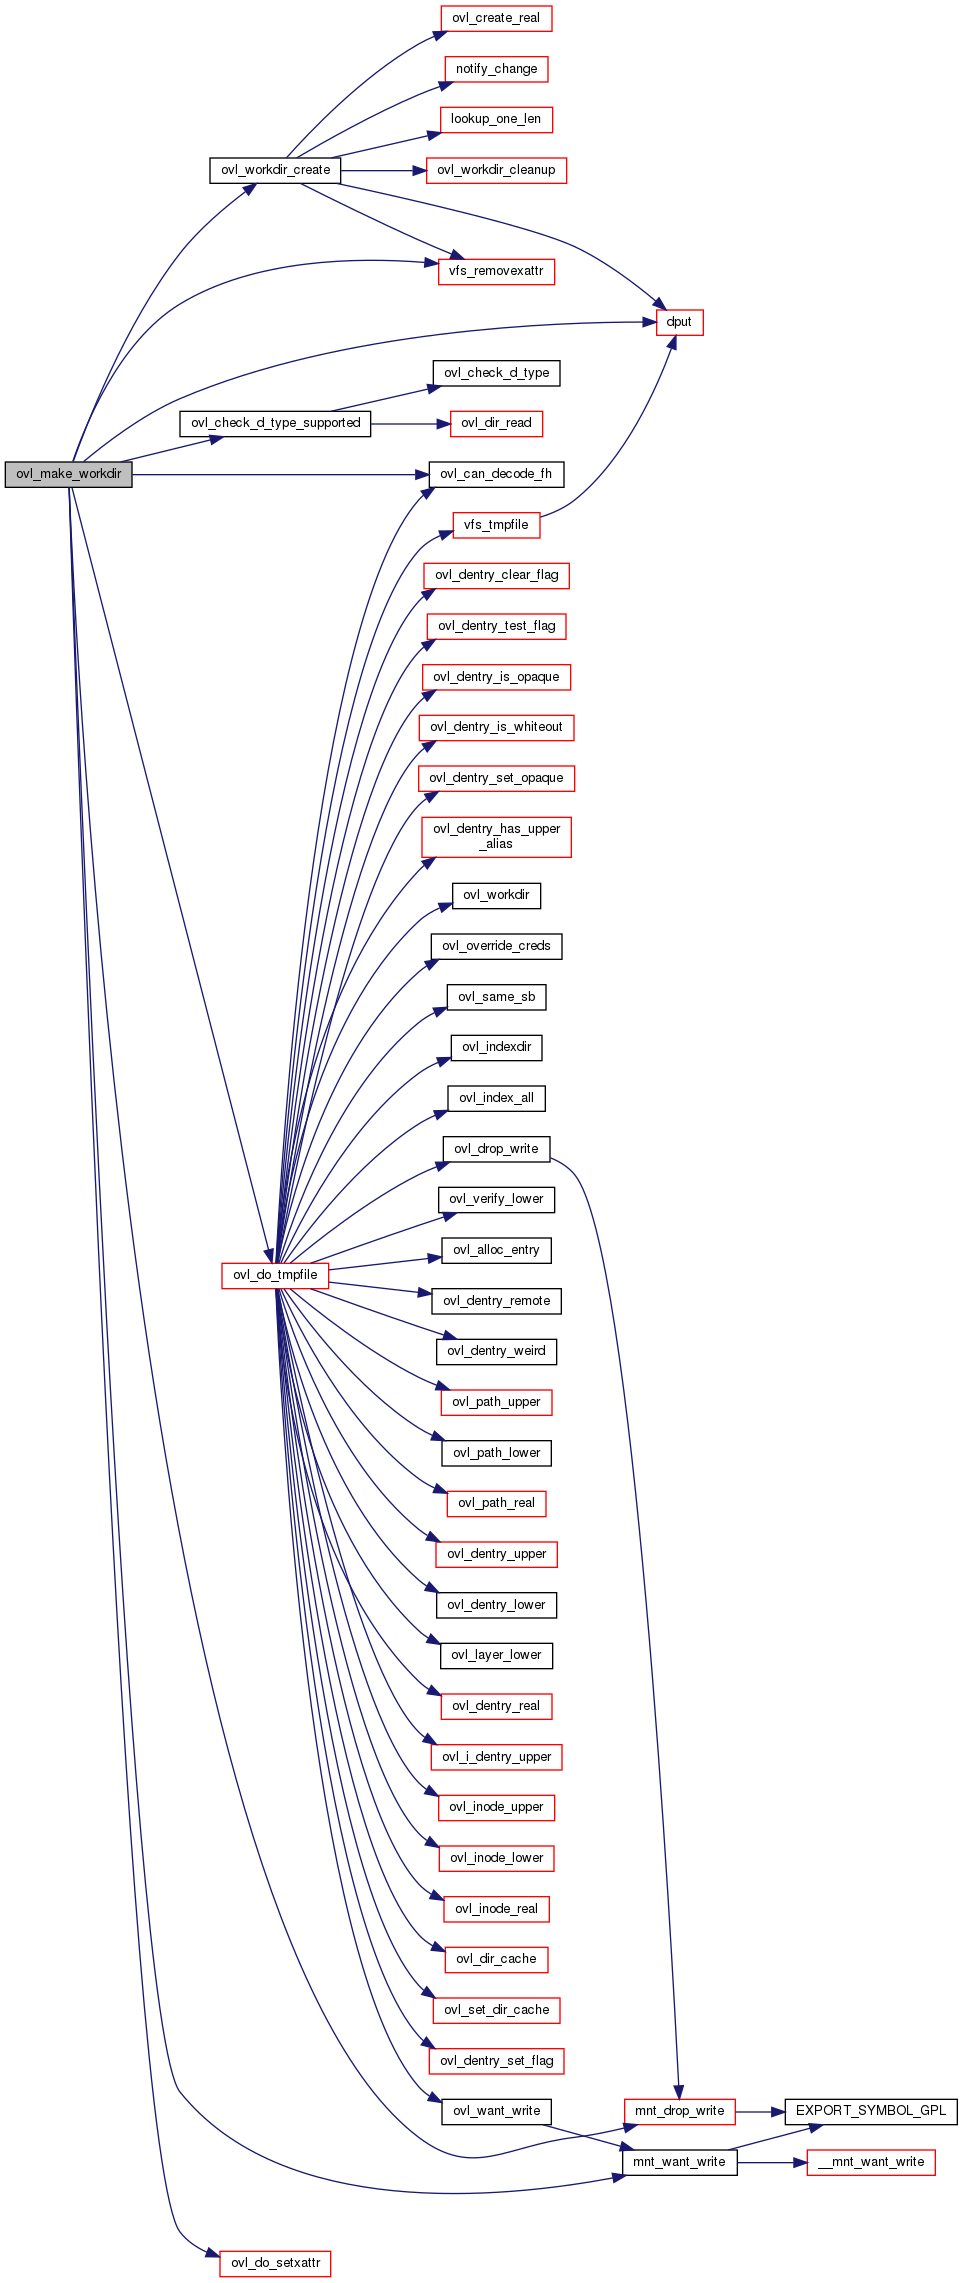 ovl_create_real
notify_change
lookup_one_len
ovl_workdir_create
ovl_workdir_cleanup
vfs_removexattr
dput
ovl_check_d_type
ovl_check_d_type_supported
ovl_dir_read
ovl_make_workdir
ovl_can_decode_fh
vfs_tmpfile
ovl_dentry_clear_flag
ovl_dentry_test_flag
ovl_dentry_is_opaque
ovl_dentry_is_whiteout
ovl_dentry_set_opaque
ovl_dentry_has_upper
_alias
ovl_workdir
ovl_override_creds
ovl_same_sb
ovl_indexdir
ovl_index_all
ovl_drop_write
ovl_verify_lower
ovl_alloc_entry
ovl_do_tmpfile
ovl_dentry_remote
ovl_dentry_weird
ovl_path_upper
ovl_path_lower
ovl_path_real
ovl_dentry_upper
ovl_dentry_lower
ovl_layer_lower
ovl_dentry_real
ovl_i_dentry_upper
ovl_inode_upper
ovl_inode_lower
ovl_inode_real
ovl_dir_cache
ovl_set_dir_cache
ovl_dentry_set_flag
ovl_want_write
mnt_drop_write
EXPORT_SYMBOL_GPL
mnt_want_write
__mnt_want_write
ovl_do_setxattr